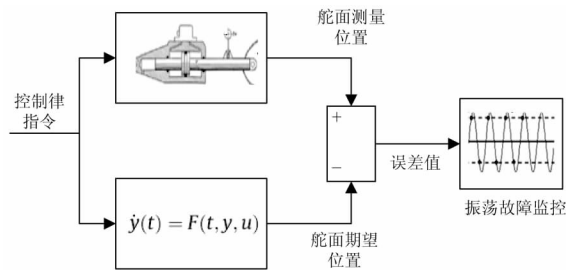 舵面测量
位置
控制律
指令
+
−
误差值
振荡故障监控
ẏ(t) = F(t, y, u)
舵面期望
位置